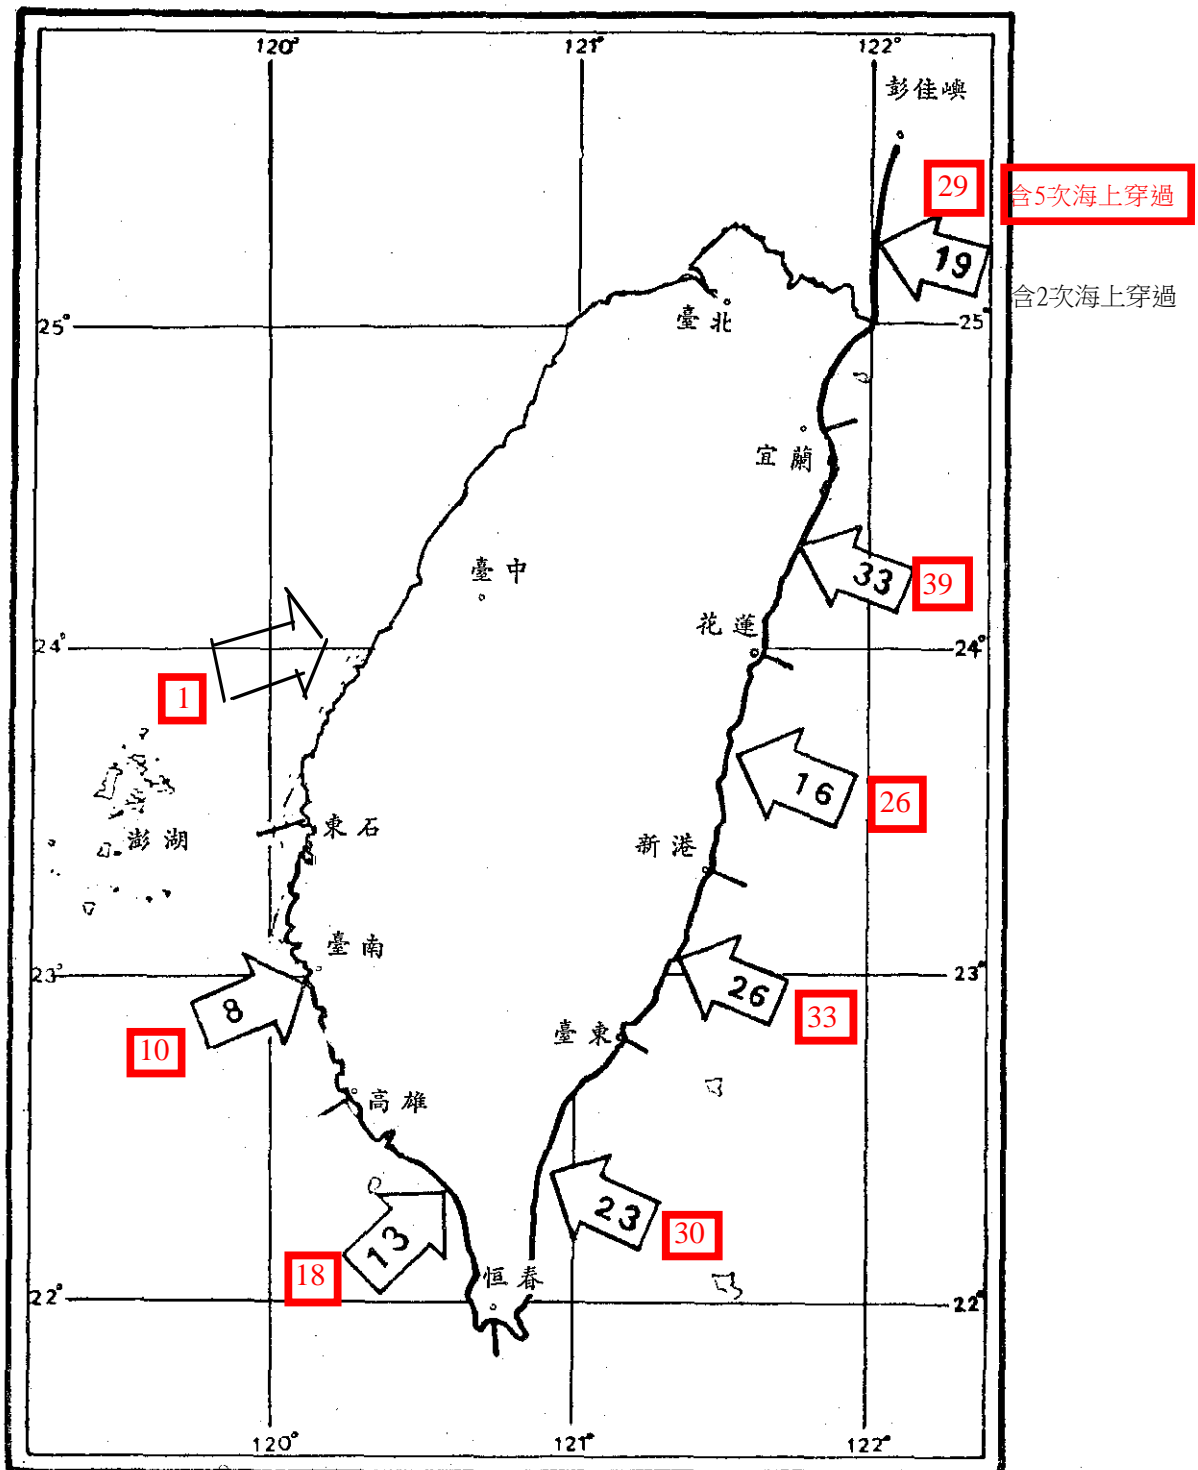 120°
121°
122°
彭佳嶼
29
含5次海上穿過
19
含2次海上穿過
臺北
25°
25°
宜蘭
臺中
33
39
花蓮
24°
24°
1
16
26
東石
澎湖
新港
臺南
23°
23°
26
8
33
臺東
10
高雄
23
30
13
恒春
18
22°
22°
120°
121°
122°